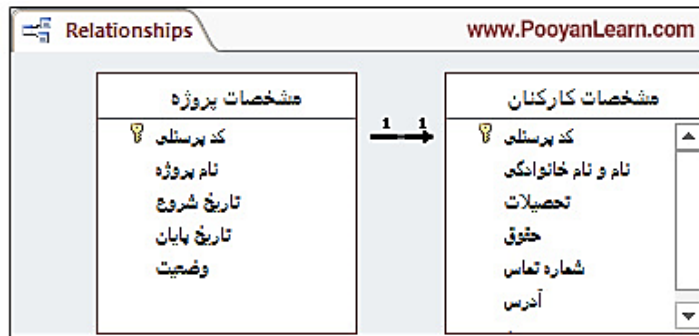 Relationships
www.PooyanLearn.com
مشخصات کارکنان
کد پرسنلی
نام و نام خانوادگی
تحصیلات
حقوق
شماره تماس
آدرس
1 1
مشخصات پروژه
کد پرسنلی
نام پروژه
تاریخ شروع
تاریخ پایان
وضعیت